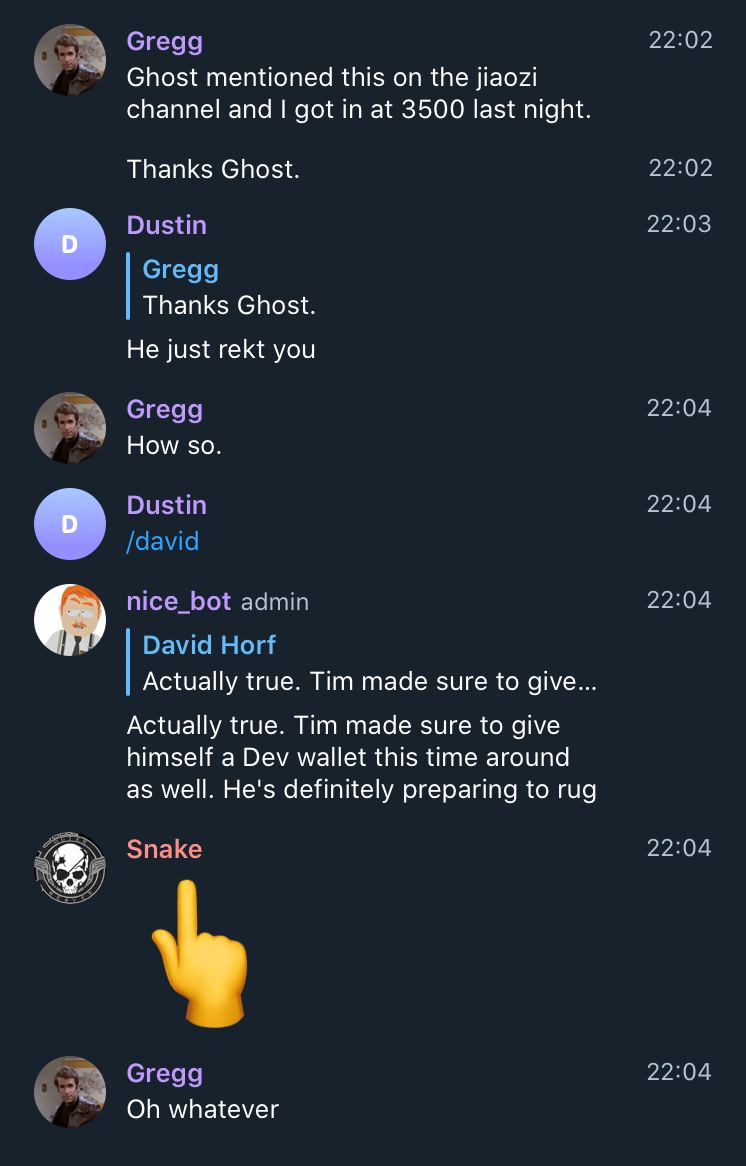 Gregg 22:02
Ghost mentioned this on the jiaozi
channel and I got in at 3500 last night.
Thanks Ghost. 22:02
Dustin 22:03
Gregg
Thanks Ghost.
He just rekt you
Gregg 22:04
How so.
D
Dustin 22:04
/david
nice_bot admin 22:04
David Horf
Actually true. Tim made sure to give...
Actually true. Tim made sure to give
himself a Dev wallet this time around
as well. He's definitely preparing to rug
Snake 22:04
Gregg 22:04
Oh whatever